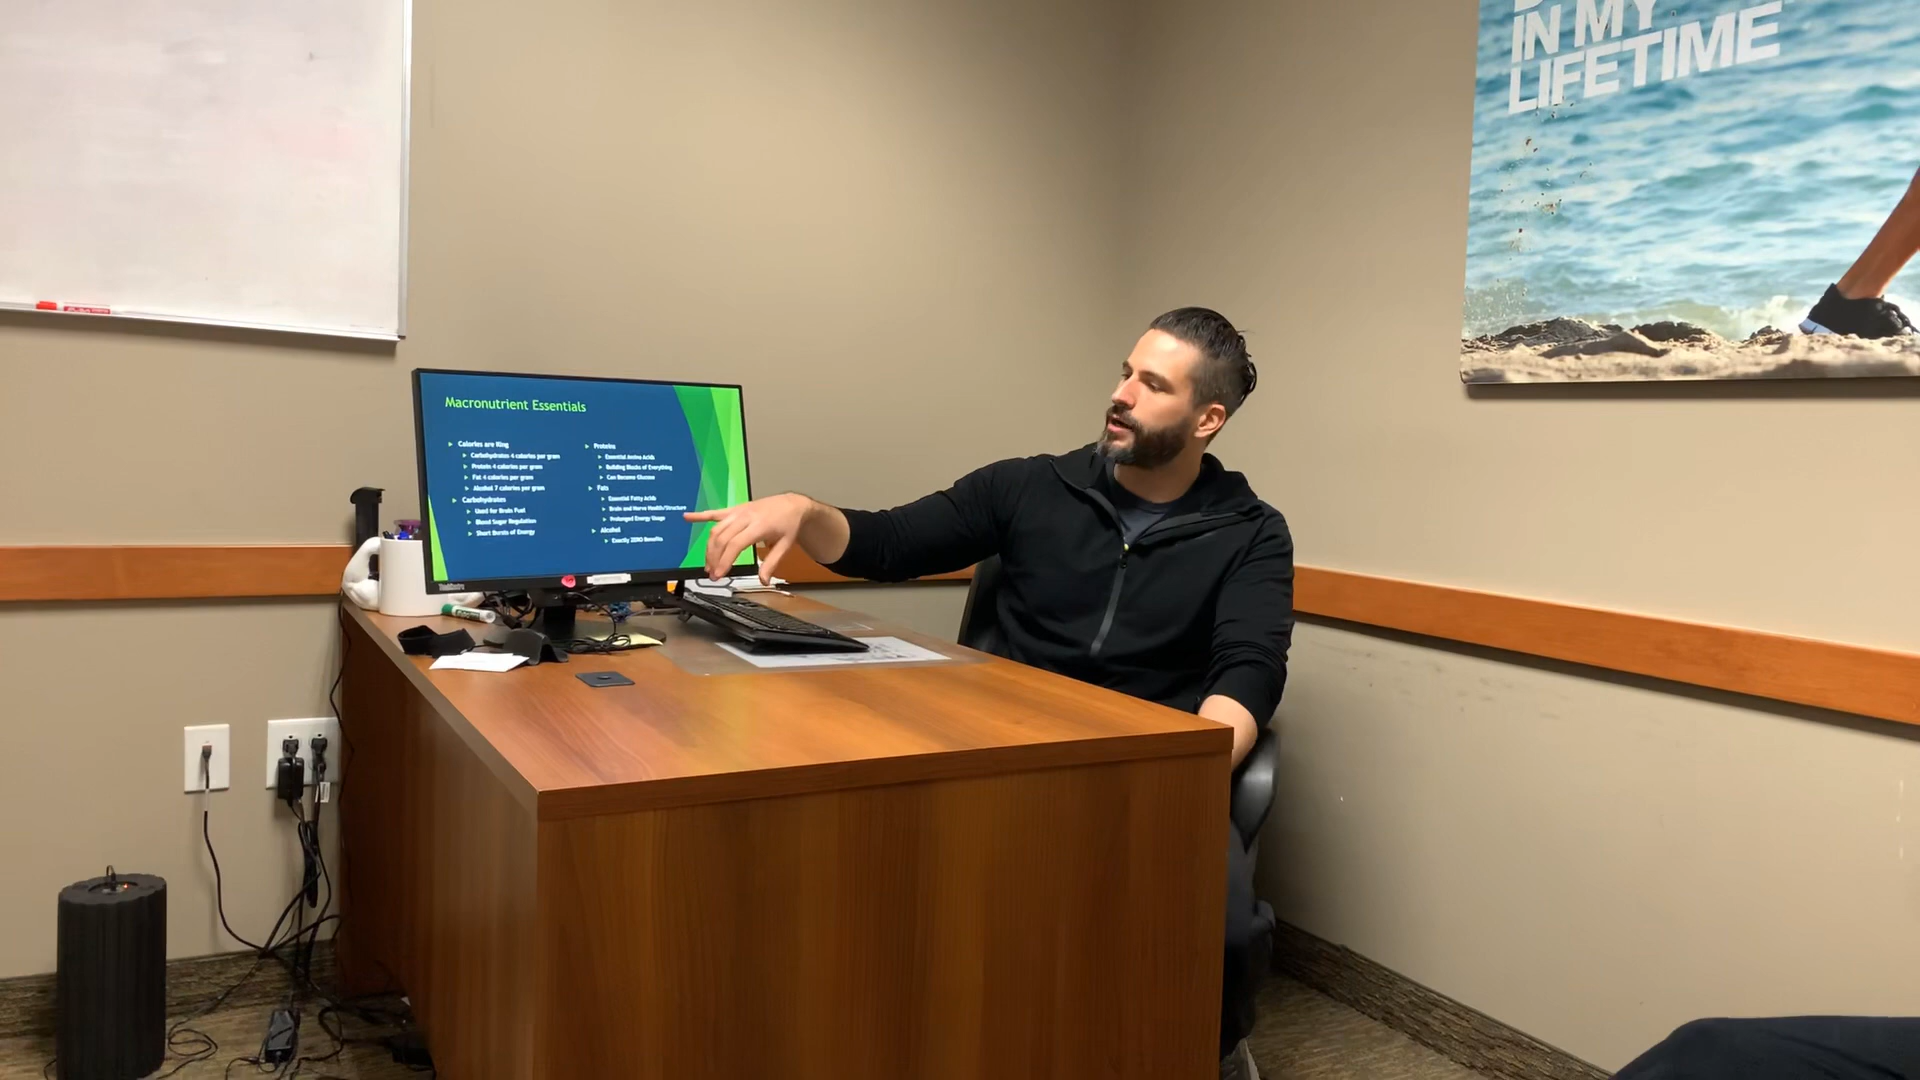 IN MY
LIFETIME
Macronutrient Essentials
Calories are King
Carbohydrates 4 calories per gram
Protein 4 calories per gram
Fat 4 calories per gram
Alcohol 7 calories per gram
Carbohydrates
Used for Brain Fuel
Blood Sugar Regulation
Short Bursts of Energy
Proteins
Essential Amino Acids
Building Blocks of Everything
Can Become Glucose
Fats
Essential Fatty Acids
Brain and Nerve Health/Structure
Prolonged Energy Usage
Alcohol
Exactly ZERO Benefits